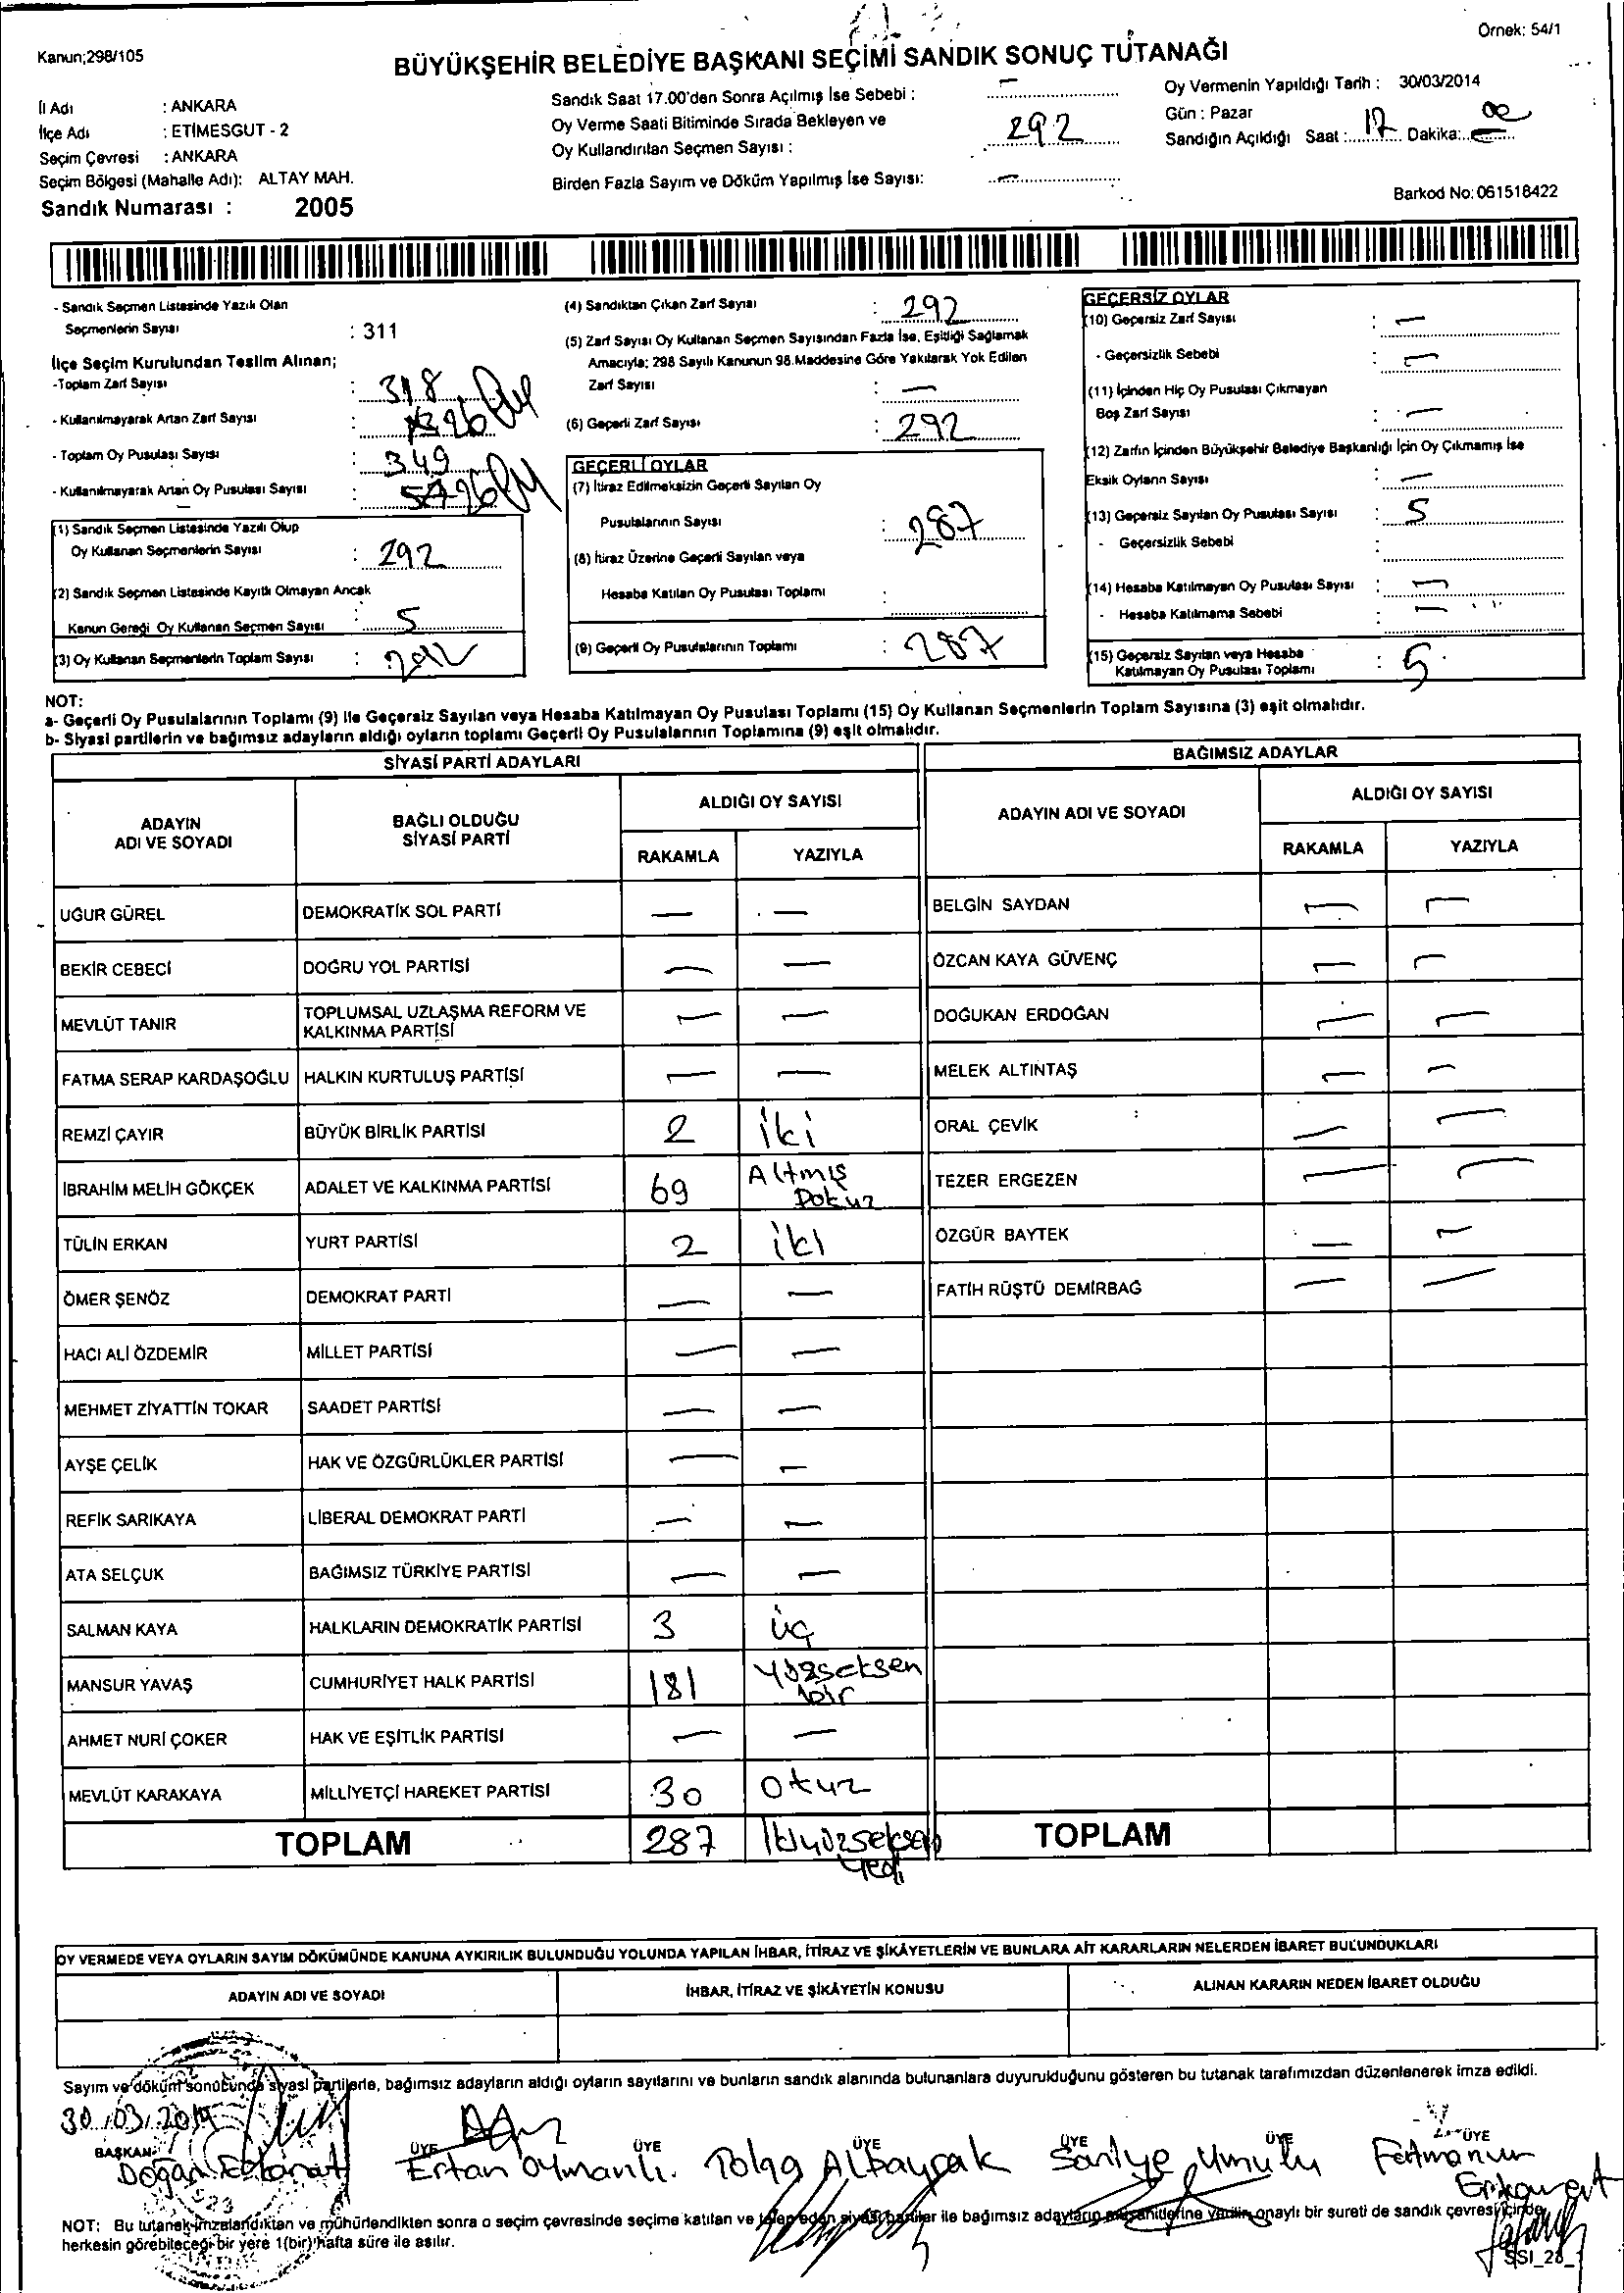 Örnek: 54/1
Kanun;298/105
BÜYÜKŞEHİR BELEDİYE BAŞKANI SEÇİMİ SANDIK SONUÇ TUTANAĞI
İl Adı : ANKARA
İlçe Adı : ETİMESGUT - 2
Seçim Çevresi : ANKARA
Seçim Bölgesi (Mahalle Adı): ALTAY MAH.
Sandık Numarası : 2005
Sandık Saat 17.00'den Sonra Açılmış İse Sebebi : —
Oy Verme Saati Bitiminde Sırada Bekleyen ve
Oy Kullandırılan Seçmen Sayısı : 292
Birden Fazla Sayım ve Döküm Yapılmış İse Sayısı: —
Oy Vermenin Yapıldığı Tarih : 30/03/2014
Gün : Pazar
Sandığın Açıldığı Saat : 17 Dakika: 00
Barkod No: 061518422
- Sandık Seçmen Listesinde Yazılı Olan
Seçmenlerin Sayısı : 311
İlçe Seçim Kurulundan Teslim Alınan;
-Toplam Zarf Sayısı : 318
- Kullanılmayarak Artan Zarf Sayısı : 26
- Toplam Oy Pusulası Sayısı : 349
- Kullanılmayarak Artan Oy Pusulası Sayısı :
(1) Sandık Seçmen Listesinde Yazılı Olup
Oy Kullanan Seçmenlerin Sayısı : 292
(2) Sandık Seçmen Listesinde Kayıtlı Olmayan Ancak
Kanun Gereği Oy Kullanan Seçmen Sayısı : 5
(3) Oy Kullanan Seçmenlerin Toplam Sayısı : 292
(4) Sandıktan Çıkan Zarf Sayısı : 292
(5) Zarf Sayısı Oy Kullanan Seçmen Sayısından Fazla İse, Eşitliği Sağlamak
Amacıyla; 298 Sayılı Kanunun 98.Maddesine Göre Yakılarak Yok Edilen
Zarf Sayısı : —
(6) Geçerli Zarf Sayısı : 292
GEÇERLİ OYLAR
(7) İtiraz Edilmeksizin Geçerli Sayılan Oy
Pusulalarının Sayısı : 287
(8) İtiraz Üzerine Geçerli Sayılan veya
Hesaba Katılan Oy Pusulası Toplamı :
(9) Geçerli Oy Pusulalarının Toplamı : 287
GEÇERSİZ OYLAR
(10) Geçersiz Zarf Sayısı : —
- Geçersizlik Sebebi : —
(11) İçinden Hiç Oy Pusulası Çıkmayan
Boş Zarf Sayısı : —
(12) Zarfın İçinden Büyükşehir Belediye Başkanlığı İçin Oy Çıkmamış İse
Eksik Oyların Sayısı : —
(13) Geçersiz Sayılan Oy Pusulası Sayısı : 5
- Geçersizlik Sebebi :
(14) Hesaba Katılmayan Oy Pusulası Sayısı : —
- Hesaba Katılmama Sebebi : —
(15) Geçersiz Sayılan veya Hesaba
Katılmayan Oy Pusulası Toplamı : 5
NOT:
a- Geçerli Oy Pusulalarının Toplamı (9) ile Geçersiz Sayılan veya Hesaba Katılmayan Oy Pusulası Toplamı (15) Oy Kullanan Seçmenlerin Toplam Sayısına (3) eşit olmalıdır.
b- Siyasi partilerin ve bağımsız adayların aldığı oyların toplamı Geçerli Oy Pusulalarının Toplamına (9) eşit olmalıdır.
SİYASİ PARTİ ADAYLARI
ADAYIN ADI VE SOYADI
BAĞLI OLDUĞU SİYASİ PARTİ
ALDIĞI OY SAYISI
RAKAMLA YAZIYLA
UĞUR GÜREL DEMOKRATİK SOL PARTİ — —
BEKİR CEBECİ DOĞRU YOL PARTİSİ — —
MEVLÜT TANIR TOPLUMSAL UZLAŞMA REFORM VE KALKINMA PARTİSİ — —
FATMA SERAP KARDAŞOĞLU HALKIN KURTULUŞ PARTİSİ — —
REMZİ ÇAYIR BÜYÜK BİRLİK PARTİSİ 2 iki
İBRAHİM MELİH GÖKÇEK ADALET VE KALKINMA PARTİSİ 69 Altmış Dokuz
TÜLİN ERKAN YURT PARTİSİ 2 iki
ÖMER ŞENÖZ DEMOKRAT PARTİ — —
HACI ALİ ÖZDEMİR MİLLET PARTİSİ — —
MEHMET ZİYATTİN TOKAR SAADET PARTİSİ — —
AYŞE ÇELİK HAK VE ÖZGÜRLÜKLER PARTİSİ — —
REFİK SARIKAYA LİBERAL DEMOKRAT PARTİ — —
ATA SELÇUK BAĞIMSIZ TÜRKİYE PARTİSİ — —
SALMAN KAYA HALKLARIN DEMOKRATİK PARTİSİ 3 üç
MANSUR YAVAŞ CUMHURİYET HALK PARTİSİ 181 Yüzseksen bir
AHMET NURİ ÇOKER HAK VE EŞİTLİK PARTİSİ — —
MEVLÜT KARAKAYA MİLLİYETÇİ HAREKET PARTİSİ 30 Otuz
TOPLAM 287 İkiyüzseksen Yedi
BAĞIMSIZ ADAYLAR
ADAYIN ADI VE SOYADI
ALDIĞI OY SAYISI
RAKAMLA YAZIYLA
BELGİN SAYDAN — —
ÖZCAN KAYA GÜVENÇ — —
DOĞUKAN ERDOĞAN — —
MELEK ALTINTAŞ — —
ORAL ÇEVİK — —
TEZER ERGEZEN — —
ÖZGÜR BAYTEK — —
FATİH RÜŞTÜ DEMİRBAĞ — —
TOPLAM
OY VERMEDE VEYA OYLARIN SAYIM DÖKÜMÜNDE KANUNA AYKIRILIK BULUNDUĞU YOLUNDA YAPILAN İHBAR, İTİRAZ VE ŞİKÂYETLERİN VE BUNLARA AİT KARARLARIN NELERDEN İBARET BULUNDUKLARI
ADAYIN ADI VE SOYADI İHBAR, İTİRAZ VE ŞİKÂYETİN KONUSU ALINAN KARARIN NEDEN İBARET OLDUĞU
Sayım ve döküm sonucunda siyasi partilerle, bağımsız adayların aldığı oyların sayılarını ve bunların sandık alanında bulunanlara duyurulduğunu gösteren bu tutanak tarafımızdan düzenlenerek imza edildi.
30/03/2014
BAŞKAN ÜYE ÜYE ÜYE ÜYE ÜYE ÜYE
Doğan Ertan Oymanlı. Tolga Albayrak Saniye Fatmanur
NOT: Bu tutanak imzalandıktan ve mühürlendikten sonra o seçim çevresinde seçime katılan ve talep eden siyasi partiler ile bağımsız adayların müşahitlerine verilir, onaylı bir sureti de sandık çevresi içinde
herkesin görebileceği bir yere 1(bir) hafta süre ile asılır.